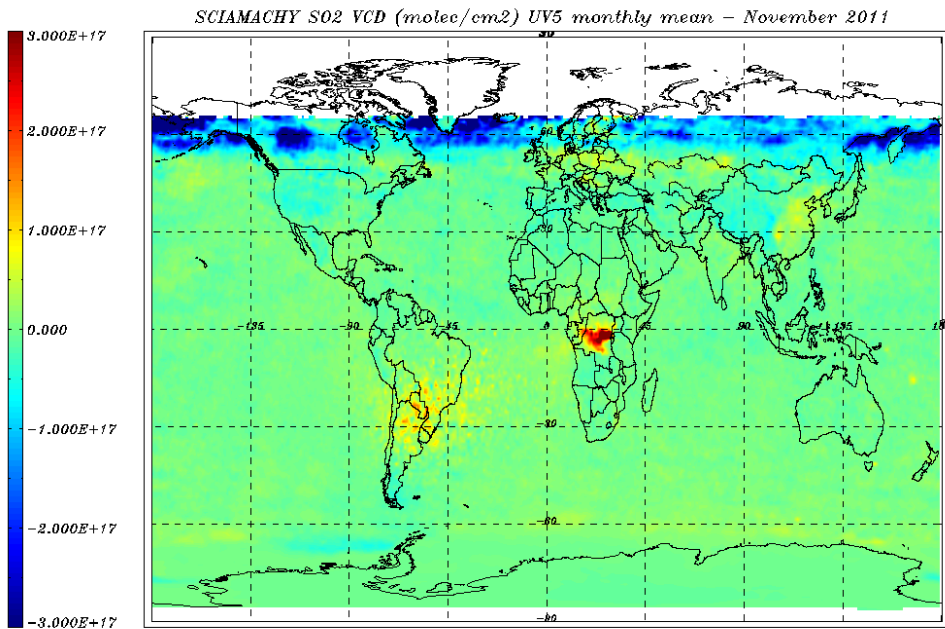 SCIAMACHY SO2 VCD (molec/cm2) UV5 monthly mean − November 2011
3.000E+17
2.000E+17
1.000E+17
0.000
−1.000E+17
−2.000E+17
−3.000E+17
90
60
30
−135
−90
−45
0
45
90
135
18
−30
−60
−90